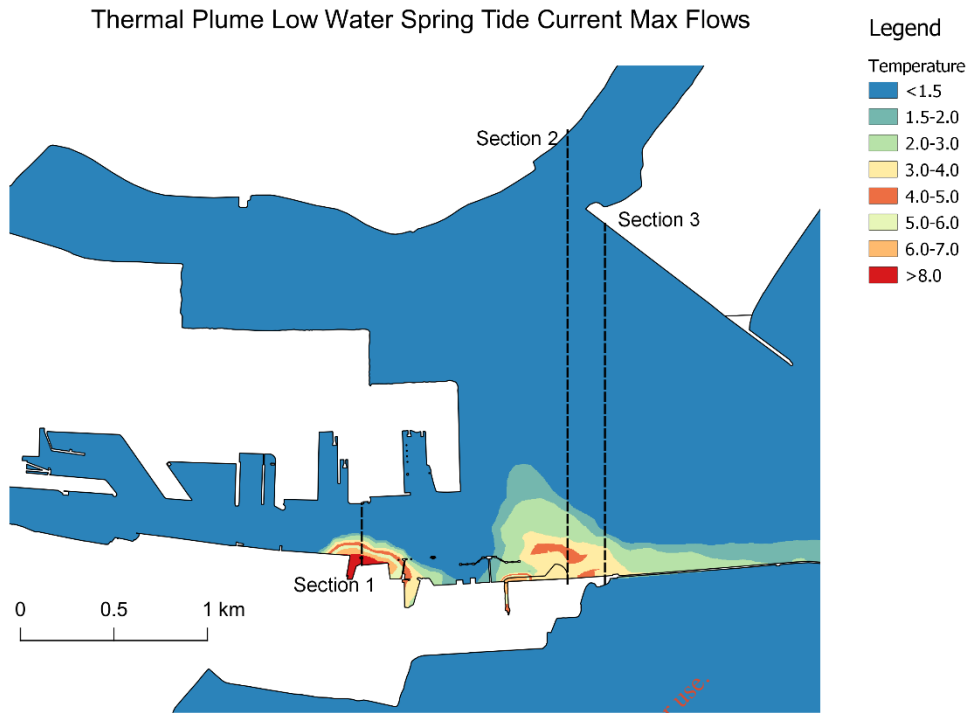 Thermal Plume Low Water Spring Tide Current Max Flows
Legend
Temperature
<1.5
1.5-2.0
2.0-3.0
3.0-4.0
4.0-5.0
5.0-6.0
6.0-7.0
>8.0
Section 2
Section 3
Section 1
0 0.5 1 km
use.